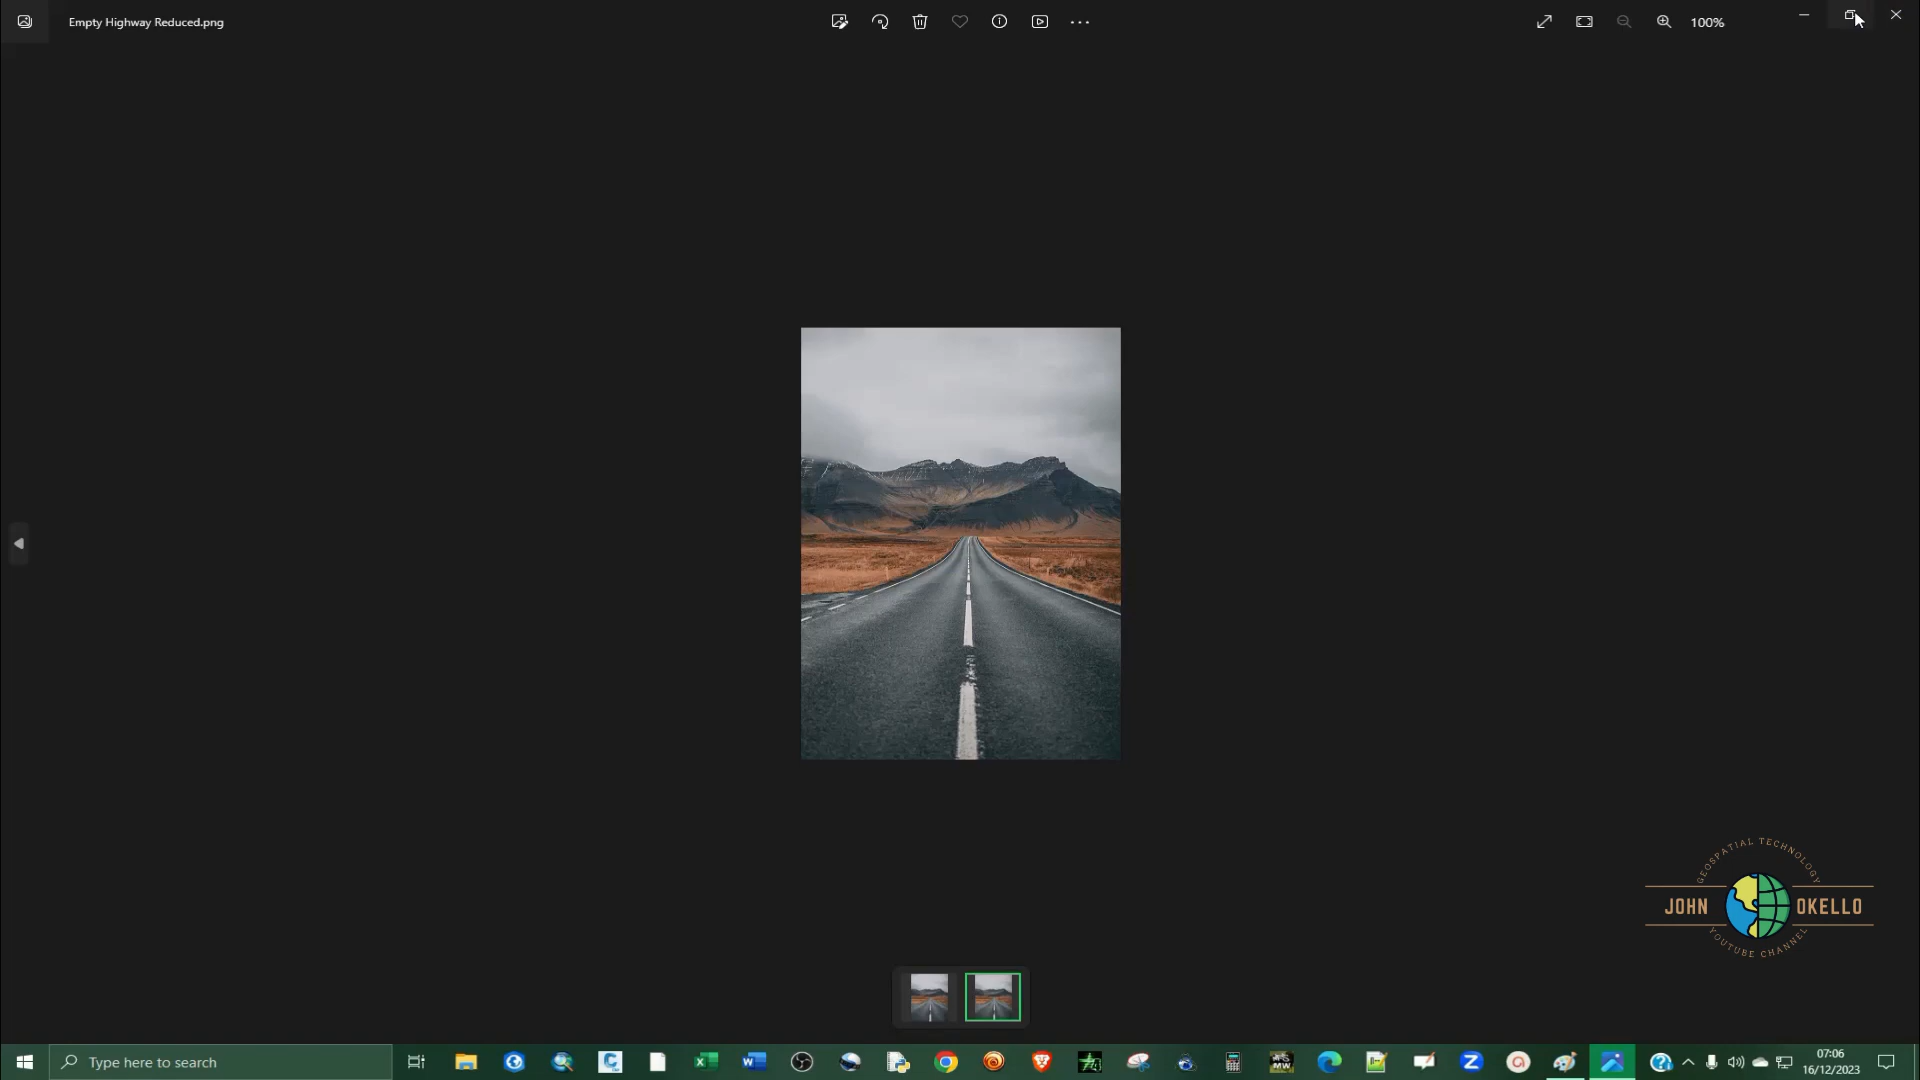 Empty Highway Reduced.png
100%
GEOSPATIAL TECHNOLOGY
JOHN OKELLO
YOUTUBE CHANNEL
Type here to search
07:06
16/12/2023